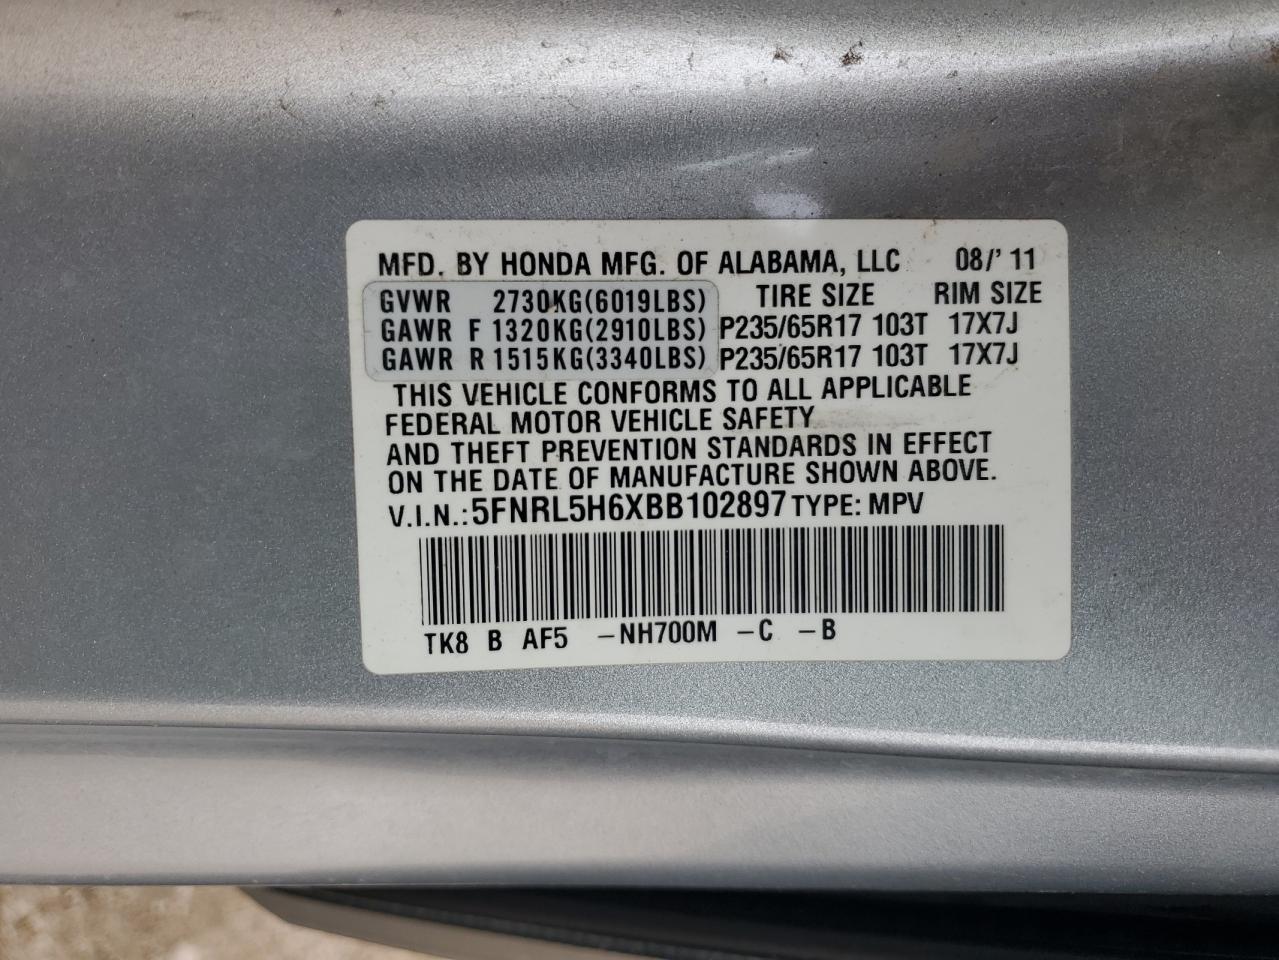 MFD. BY HONDA MFG. OF ALABAMA, LLC 08/'11
GVWR 2730KG(6019LBS) TIRE SIZE RIM SIZE
GAWR F 1320KG(2910LBS) P235/65R17 103T 17X7J
GAWR R 1515KG(3340LBS) P235/65R17 103T 17X7J
THIS VEHICLE CONFORMS TO ALL APPLICABLE
FEDERAL MOTOR VEHICLE SAFETY
AND THEFT PREVENTION STANDARDS IN EFFECT
ON THE DATE OF MANUFACTURE SHOWN ABOVE.
V.I.N.: 5FNRL5H6XBB102897 TYPE: MPV
TK8 B AF5 -NH700M -C -B